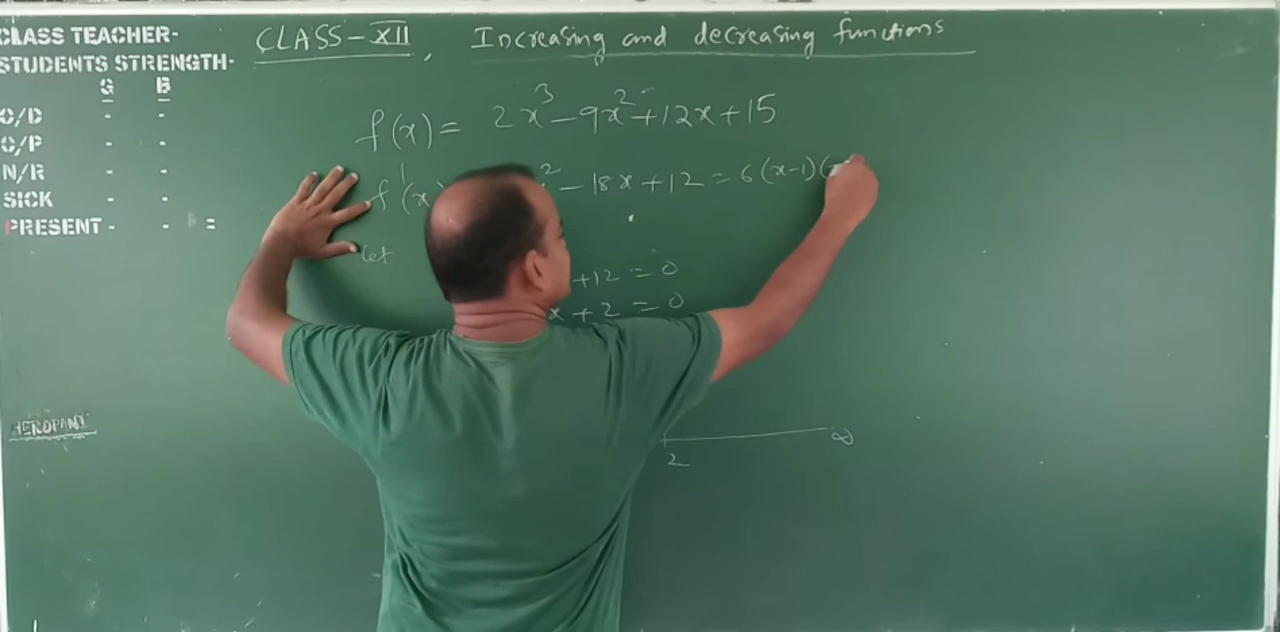 CLASS TEACHER-
STUDENTS STRENGTH-
G B
O/D - -
O/P - -
N/R - -
SICK - -
PRESENT - - =
CLASS-XII, Increasing and decreasing functions
f(x) = 2x³-9x²+12x+15
f'(x) ² - 18x + 12 = 6(x-1)(
let
+12 = 0
x + 2 = 0
2 ∞